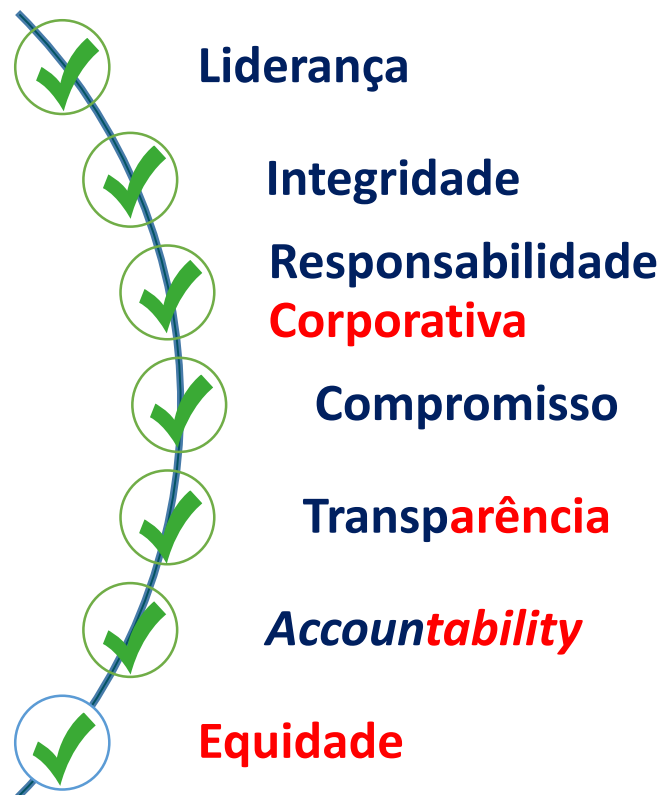 Liderança
Integridade
Responsabilidade
Corporativa
Compromisso
Transparência
Accountability
Equidade